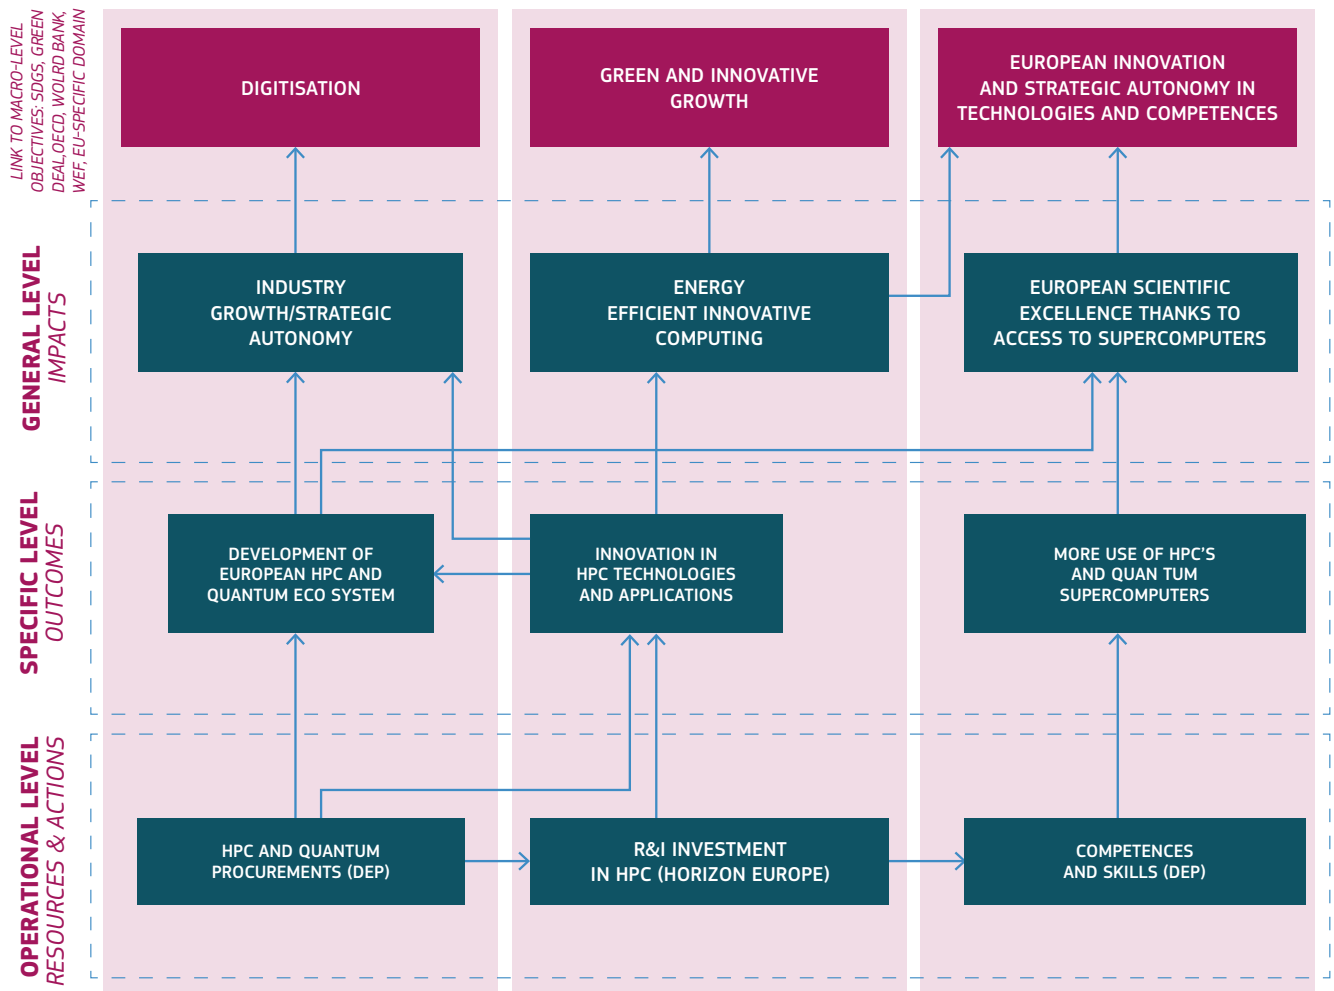 LINK TO MACRO-LEVEL
OBJECTIVES: SDGS, GREEN
DEAL,OECD, WOLRD BANK,
WEF, EU-SPECIFIC DOMAIN
DIGITISATION
GREEN AND INNOVATIVE
GROWTH
EUROPEAN INNOVATION
AND STRATEGIC AUTONOMY IN
TECHNOLOGIES AND COMPETENCES
GENERAL LEVEL
IMPACTS
INDUSTRY
GROWTH/STRATEGIC
AUTONOMY
ENERGY
EFFICIENT INNOVATIVE
COMPUTING
EUROPEAN SCIENTIFIC
EXCELLENCE THANKS TO
ACCESS TO SUPERCOMPUTERS
SPECIFIC LEVEL
OUTCOMES
DEVELOPMENT OF
EUROPEAN HPC AND
QUANTUM ECO SYSTEM
INNOVATION IN
HPC TECHNOLOGIES
AND APPLICATIONS
MORE USE OF HPC'S
AND QUAN TUM
SUPERCOMPUTERS
OPERATIONAL LEVEL
RESOURCES & ACTIONS
HPC AND QUANTUM
PROCUREMENTS (DEP)
R&I INVESTMENT
IN HPC (HORIZON EUROPE)
COMPETENCES
AND SKILLS (DEP)